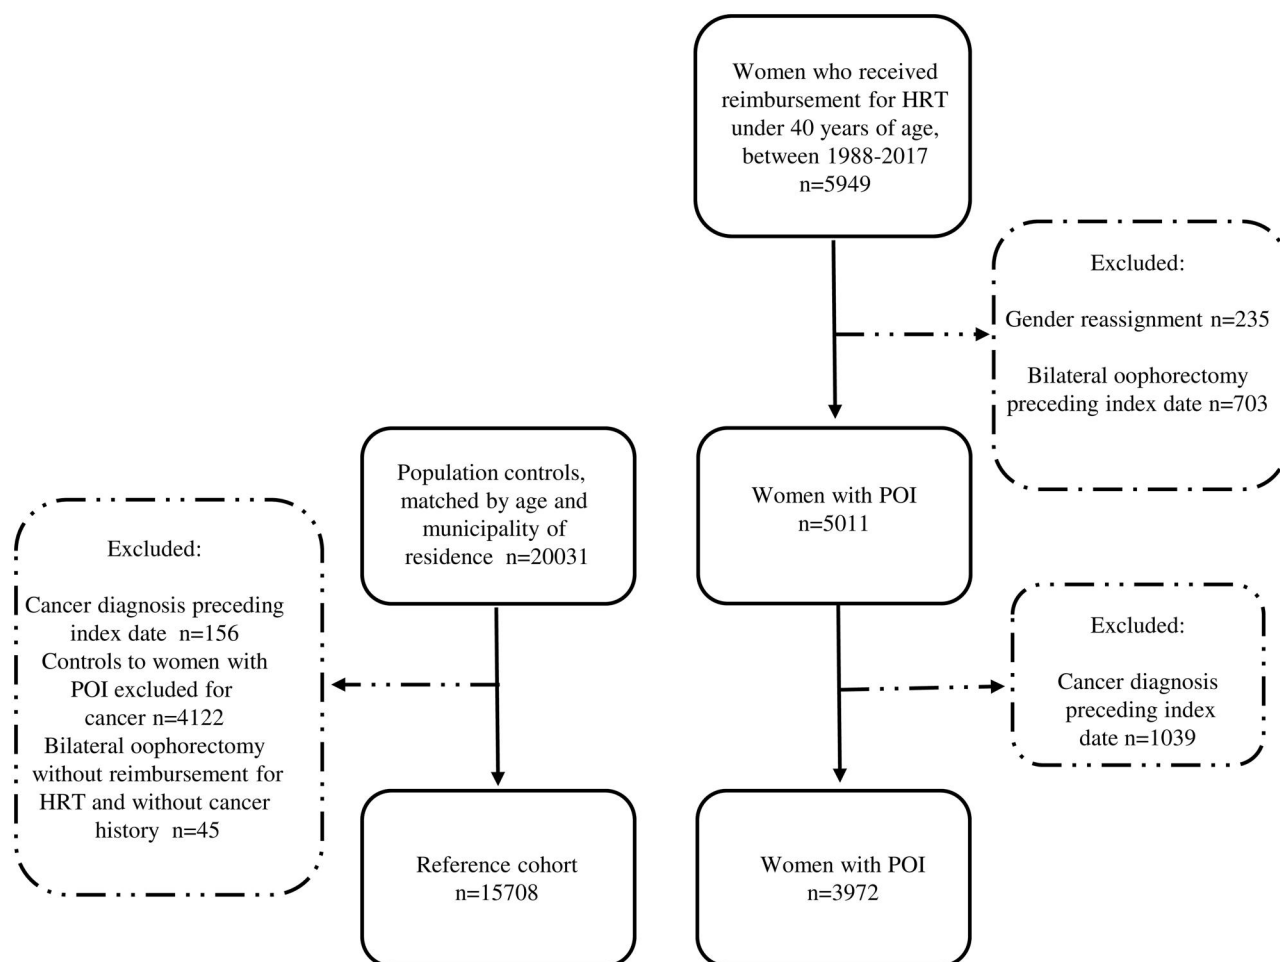 Women who received
reimbursement for HRT
under 40 years of age,
between 1988-2017
n=5949
Excluded:
Gender reassignment n=235
Bilateral oophorectomy
preceding index date n=703
Population controls,
matched by age and
municipality of
residence  n=20031
Women with POI
n=5011
Excluded:
Cancer diagnosis preceding
index date  n=156
Controls to women with
POI excluded for
cancer n=4122
Bilateral oophorectomy
without reimbursement for
HRT and without cancer
history  n=45
Excluded:
Cancer diagnosis
preceding index
date n=1039
Reference cohort
n=15708
Women with POI
n=3972